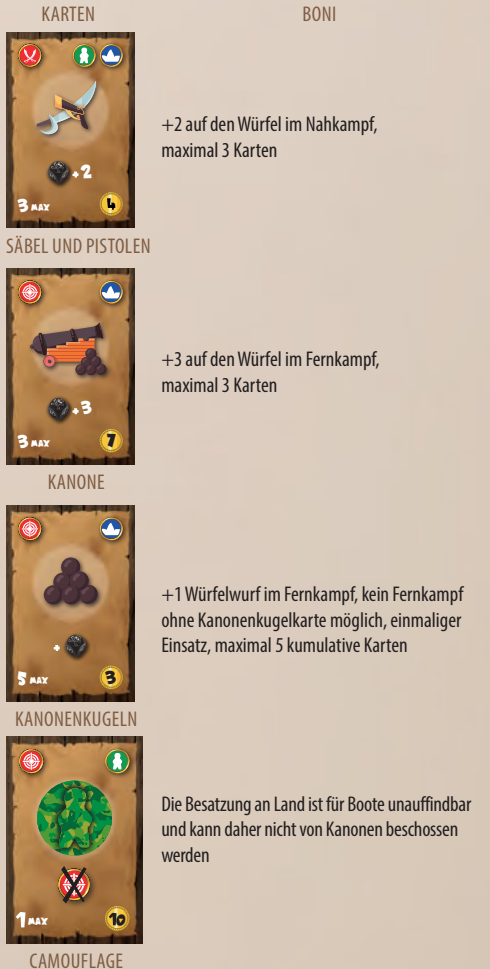 KARTEN
BONI
+2
3 MAX
4
+2 auf den Würfel im Nahkampf,
maximal 3 Karten
SÄBEL UND PISTOLEN
+3
3 MAX
7
+3 auf den Würfel im Fernkampf,
maximal 3 Karten
KANONE
+
5 MAX
3
+1 Würfelwurf im Fernkampf, kein Fernkampf
ohne Kanonenkugelkarte möglich, einmaliger
Einsatz, maximal 5 kumulative Karten
KANONENKUGELN
1 MAX
10
Die Besatzung an Land ist für Boote unauffindbar
und kann daher nicht von Kanonen beschossen
werden
CAMOUFLAGE